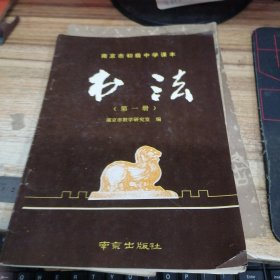 南京市初级中学课本
书法
（第一册）
南京市教学研究室 编
南京出版社